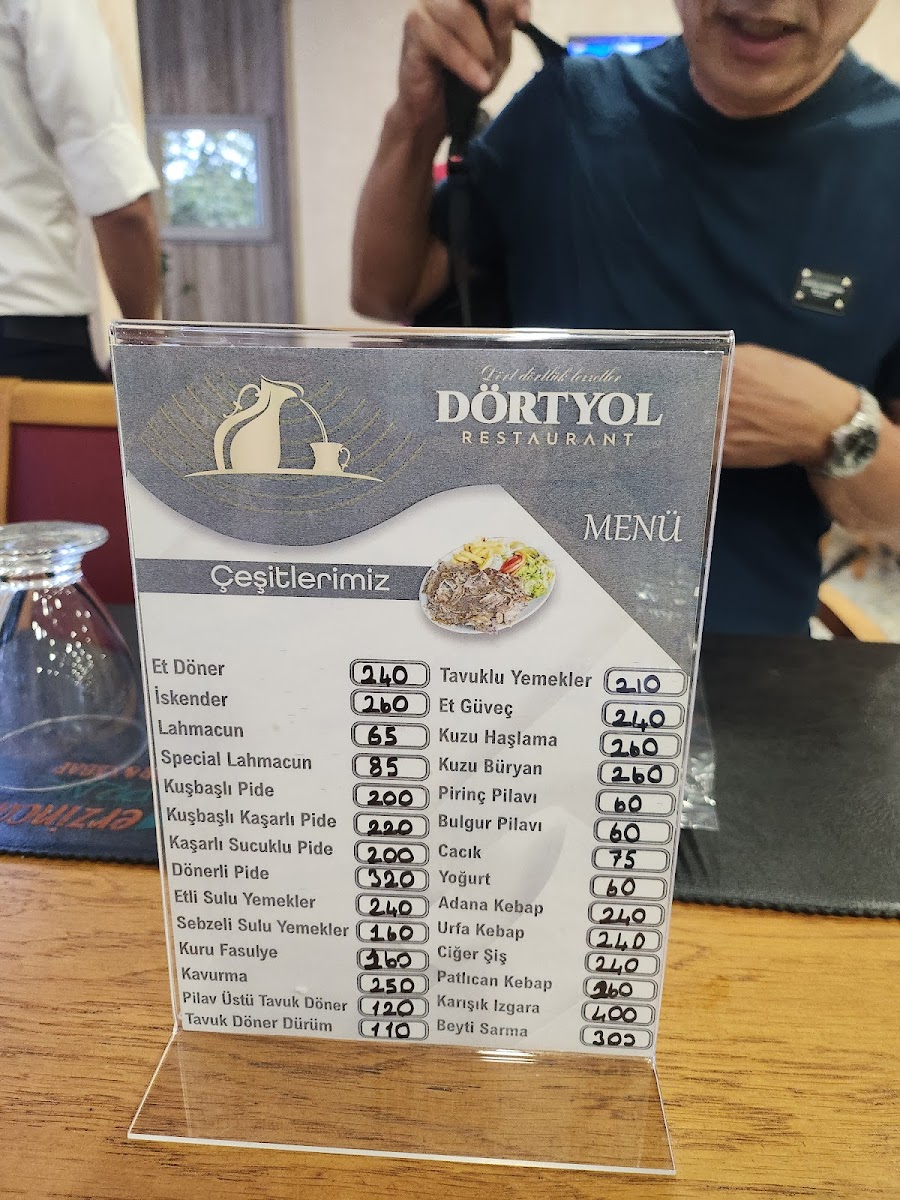 Dört dörtlük lezzetler
DÖRTYOL
RESTAURANT
MENÜ
Çeşitlerimiz
Et Döner 240
İskender 260
Lahmacun 65
Special Lahmacun 85
Kuşbaşlı Pide 200
Kuşbaşlı Kaşarlı Pide 220
Kaşarlı Sucuklu Pide 200
Dönerli Pide 320
Etli Sulu Yemekler 240
Sebzeli Sulu Yemekler 160
Kuru Fasulye 160
Kavurma 250
Pilav Üstü Tavuk Döner 120
Tavuk Döner Dürüm 110
Tavuklu Yemekler 210
Et Güveç 240
Kuzu Haşlama 260
Kuzu Büryan 260
Pirinç Pilavı 60
Bulgur Pilavı 60
Cacık 75
Yoğurt 60
Adana Kebap 240
Urfa Kebap 240
Ciğer Şiş 240
Patlıcan Kebap 260
Karışık Izgara 400
Beyti Sarma 300